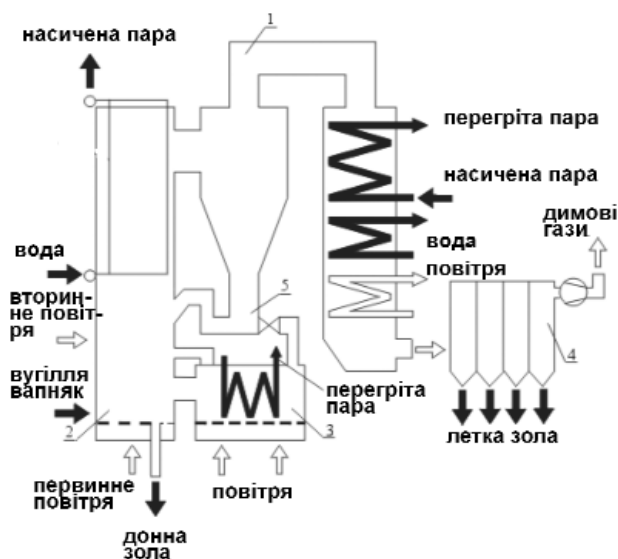 насичена пара
1
перегріта пара
насичена пара
димові
гази
вода
вода
повітря
вторин-
не повіт-
ря
5
4
вугілля
вапняк
перегріта
пара
2
3
летка зола
первинне
повітря
повітря
донна
зола